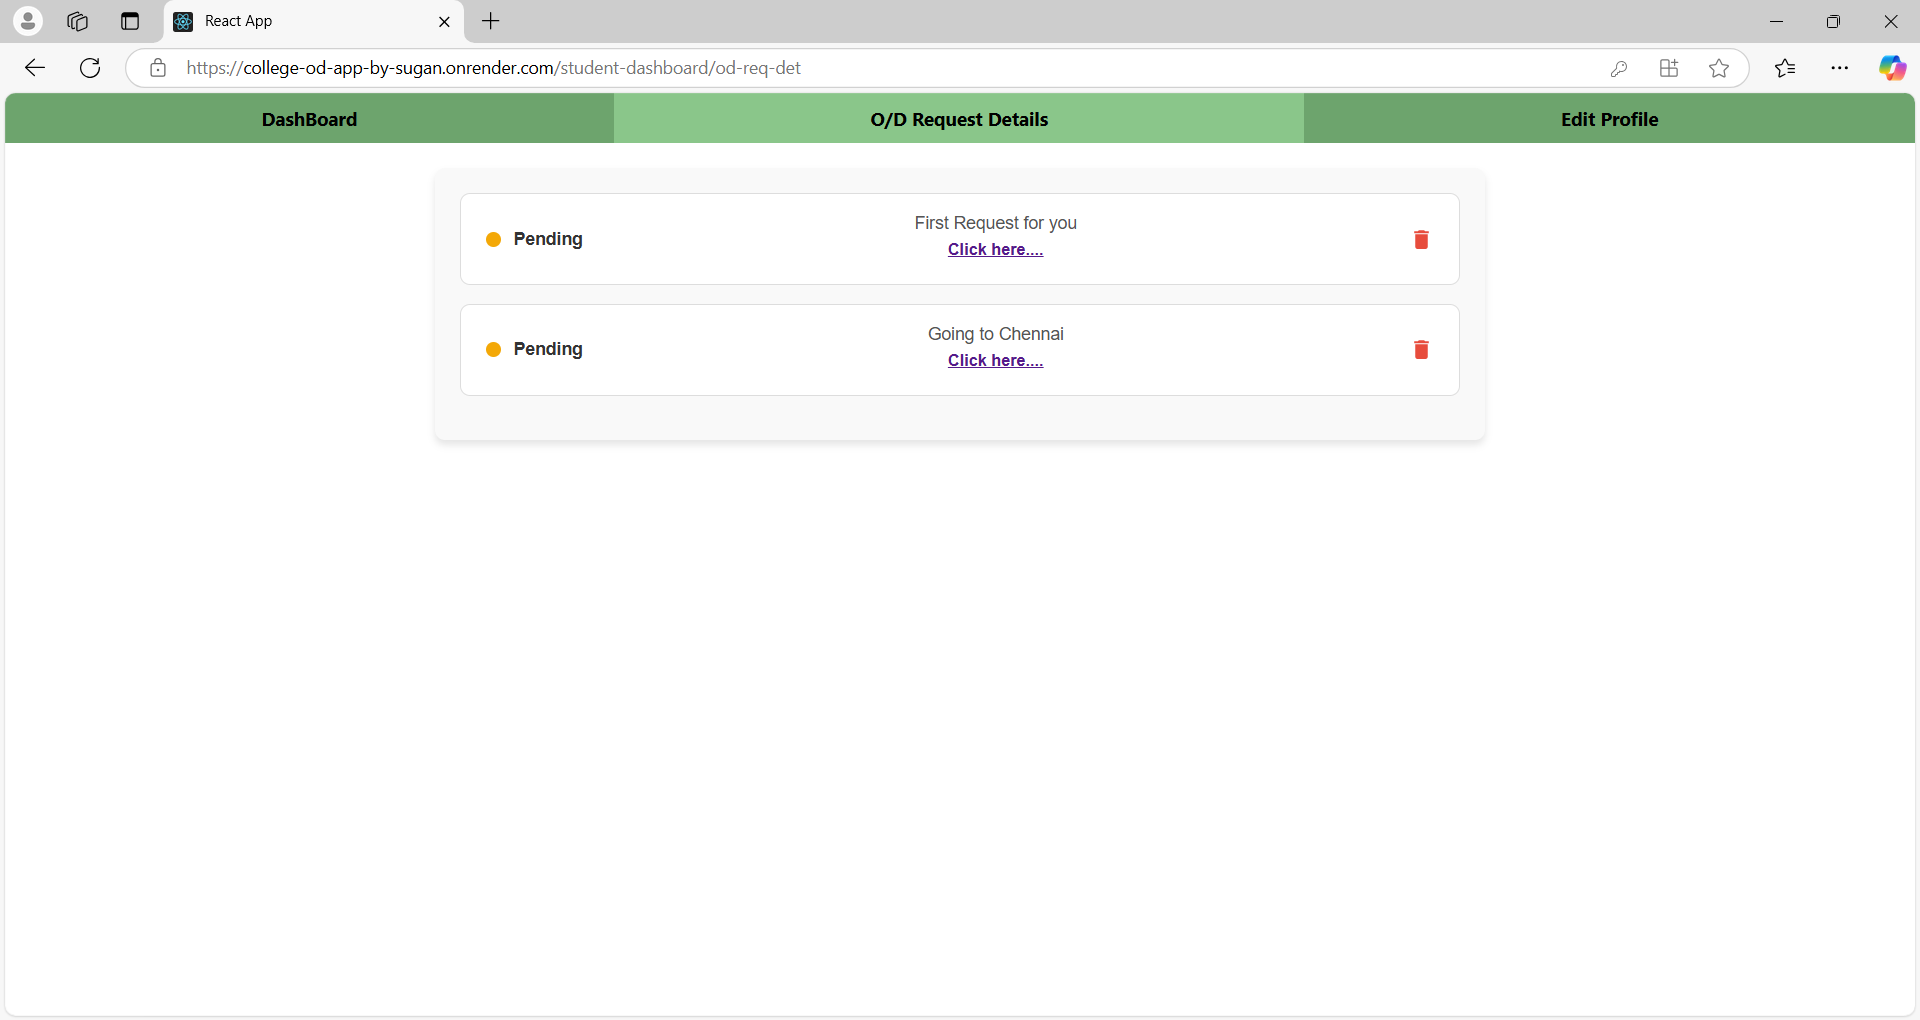 React App
https://college-od-app-by-sugan.onrender.com/student-dashboard/od-req-det
DashBoard
O/D Request Details
Edit Profile
Pending
First Request for you
Click here....
Pending
Going to Chennai
Click here....